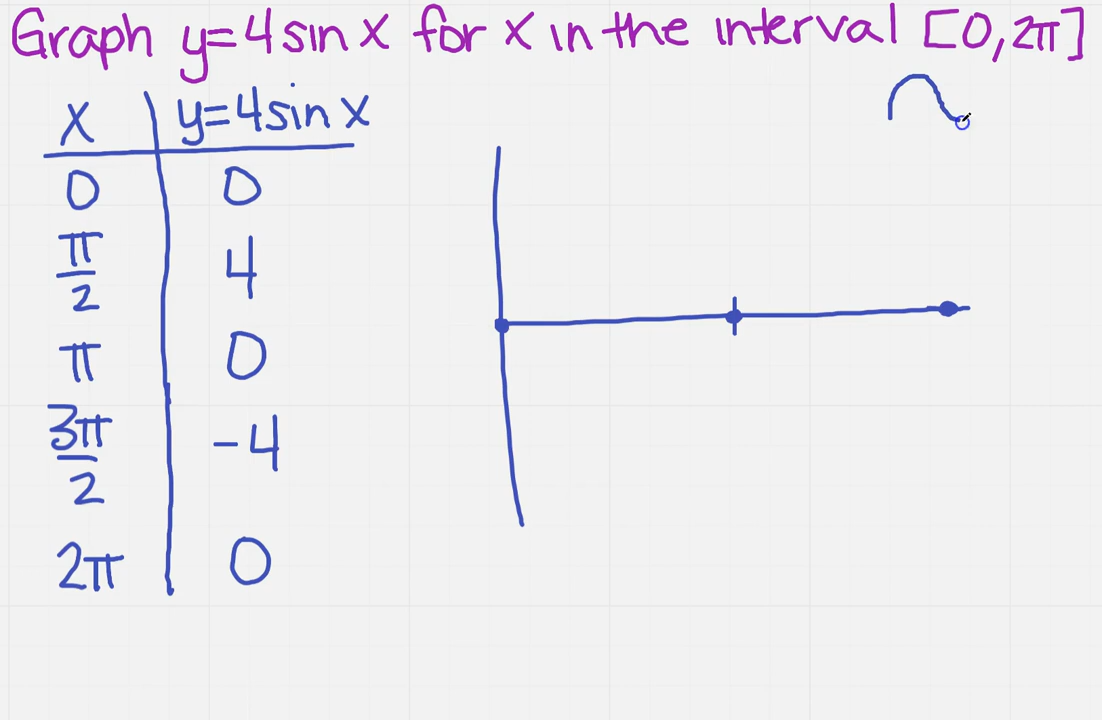 Graph y=4sin x for x in the interval [0,2π]
x y=4sin x
0 0
π/2 4
π 0
3π/2 -4
2π 0